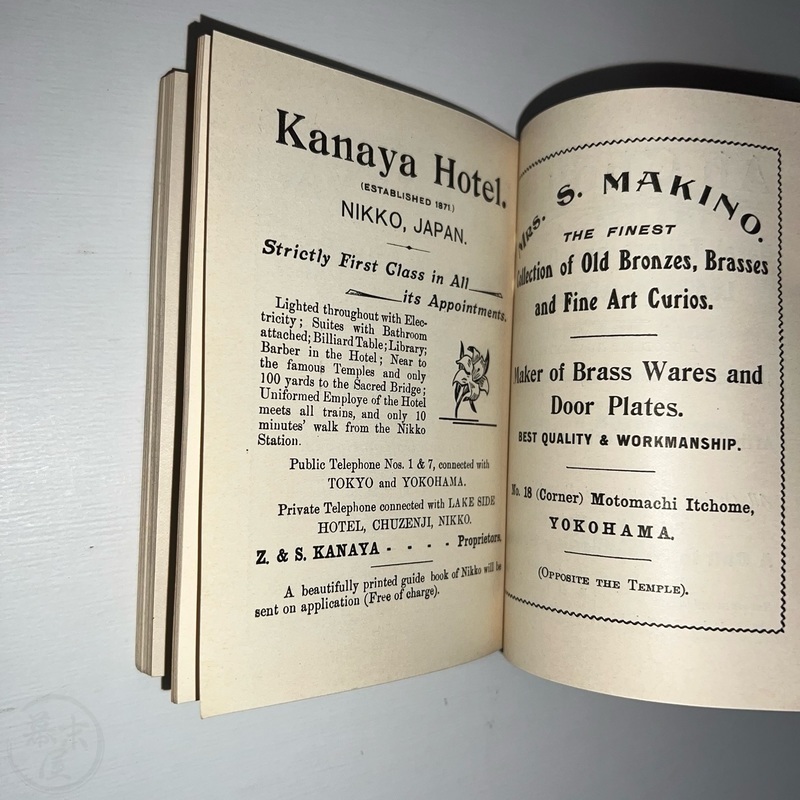 Kanaya Hotel.
(ESTABLISHED 1871)
NIKKO, JAPAN.
Strictly First Class in All
its Appointments.
Lighted throughout with Elec-
tricity; Suites with Bathroom
attached; Billiard Table; Library;
Barber in the Hotel; Near to
the famous Temples and only
100 yards to the Sacred Bridge;
Uniformed Employe of the Hotel
meets all trains, and only 10
minutes' walk from the Nikko
Station.
Public Telephone Nos. 1 & 7, connected with
TOKYO and YOKOHAMA.
Private Telephone connected with LAKE SIDE
HOTEL, CHUZENJI, NIKKO.
Z. & S. KANAYA - - - - Proprietors.
A beautifully printed guide book of Nikko will be
sent on application (Free of charge).
Mrs. S. MAKINO.
THE FINEST
Collection of Old Bronzes, Brasses
and Fine Art Curios.
Maker of Brass Wares and
Door Plates.
BEST QUALITY & WORKMANSHIP.
No. 18 (Corner) Motomachi Itchome,
YOKOHAMA.
(OPPOSITE THE TEMPLE).
幕末屋